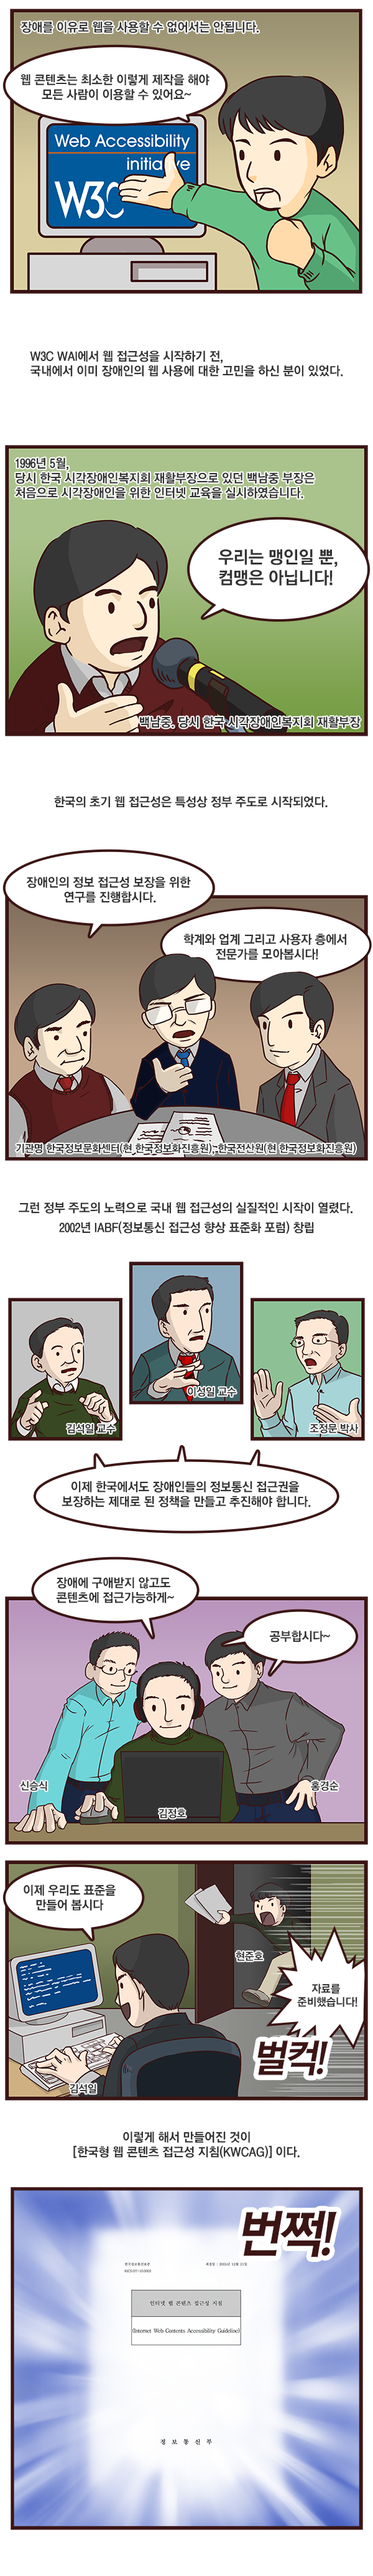 장애를 이유로 웹을 사용할 수 없어서는 안됩니다.
웹 콘텐츠는 최소한 이렇게 제작을 해야
모든 사람이 이용할 수 있어요~
Web Accessibility
initiative
W3C
W3C WAI에서 웹 접근성을 시작하기 전,
국내에서 이미 장애인의 웹 사용에 대한 고민을 하신 분이 있었다.
1996년 5월,
당시 한국 시각장애인복지회 재활부장으로 있던 백남중 부장은
처음으로 시각장애인을 위한 인터넷 교육을 실시하였습니다.
우리는 맹인일 뿐,
컴맹은 아닙니다!
백남중. 당시 한국 시각장애인복지회 재활부장
한국의 초기 웹 접근성은 특성상 정부 주도로 시작되었다.
장애인의 정보 접근성 보장을 위한
연구를 진행합시다.
학계와 업계 그리고 사용자 층에서
전문가를 모아봅시다!
기관명 한국정보문화센터(현 한국정보화진흥원), 한국전산원(현 한국정보화진흥원)
그런 정부 주도의 노력으로 국내 웹 접근성의 실질적인 시작이 열렸다.
2002년 IABF(정보통신 접근성 향상 표준화 포럼) 창립
김석일 교수
이성일 교수
조정문 박사
이제 한국에서도 장애인들의 정보통신 접근권을
보장하는 제대로 된 정책을 만들고 추진해야 합니다.
장애에 구애받지 않고도
콘텐츠에 접근가능하게~
공부합시다~
신승식
김정호
홍경순
이제 우리도 표준을
만들어 봅시다
현준호
자료를
준비했습니다!
벌컥!
김석일
이렇게 해서 만들어진 것이
[한국형 웹 콘텐츠 접근성 지침(KWCAG)] 이다.
번쩍!
인터넷 웹 콘텐츠 접근성 지침
(Internet Web Contents Accessibility Guideline)
정 보 통 신 부